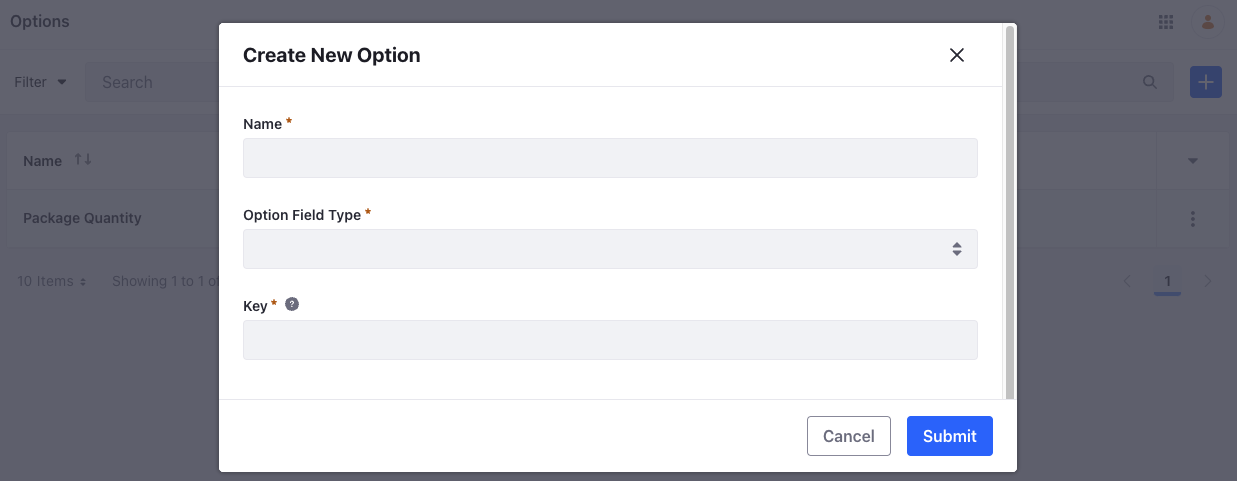 Options
Create New Option
Filter
Search
Name *
Name
Option Field Type *
Package Quantity
10 Items
Showing 1 to 1 of
1
Key * ?
Cancel
Submit